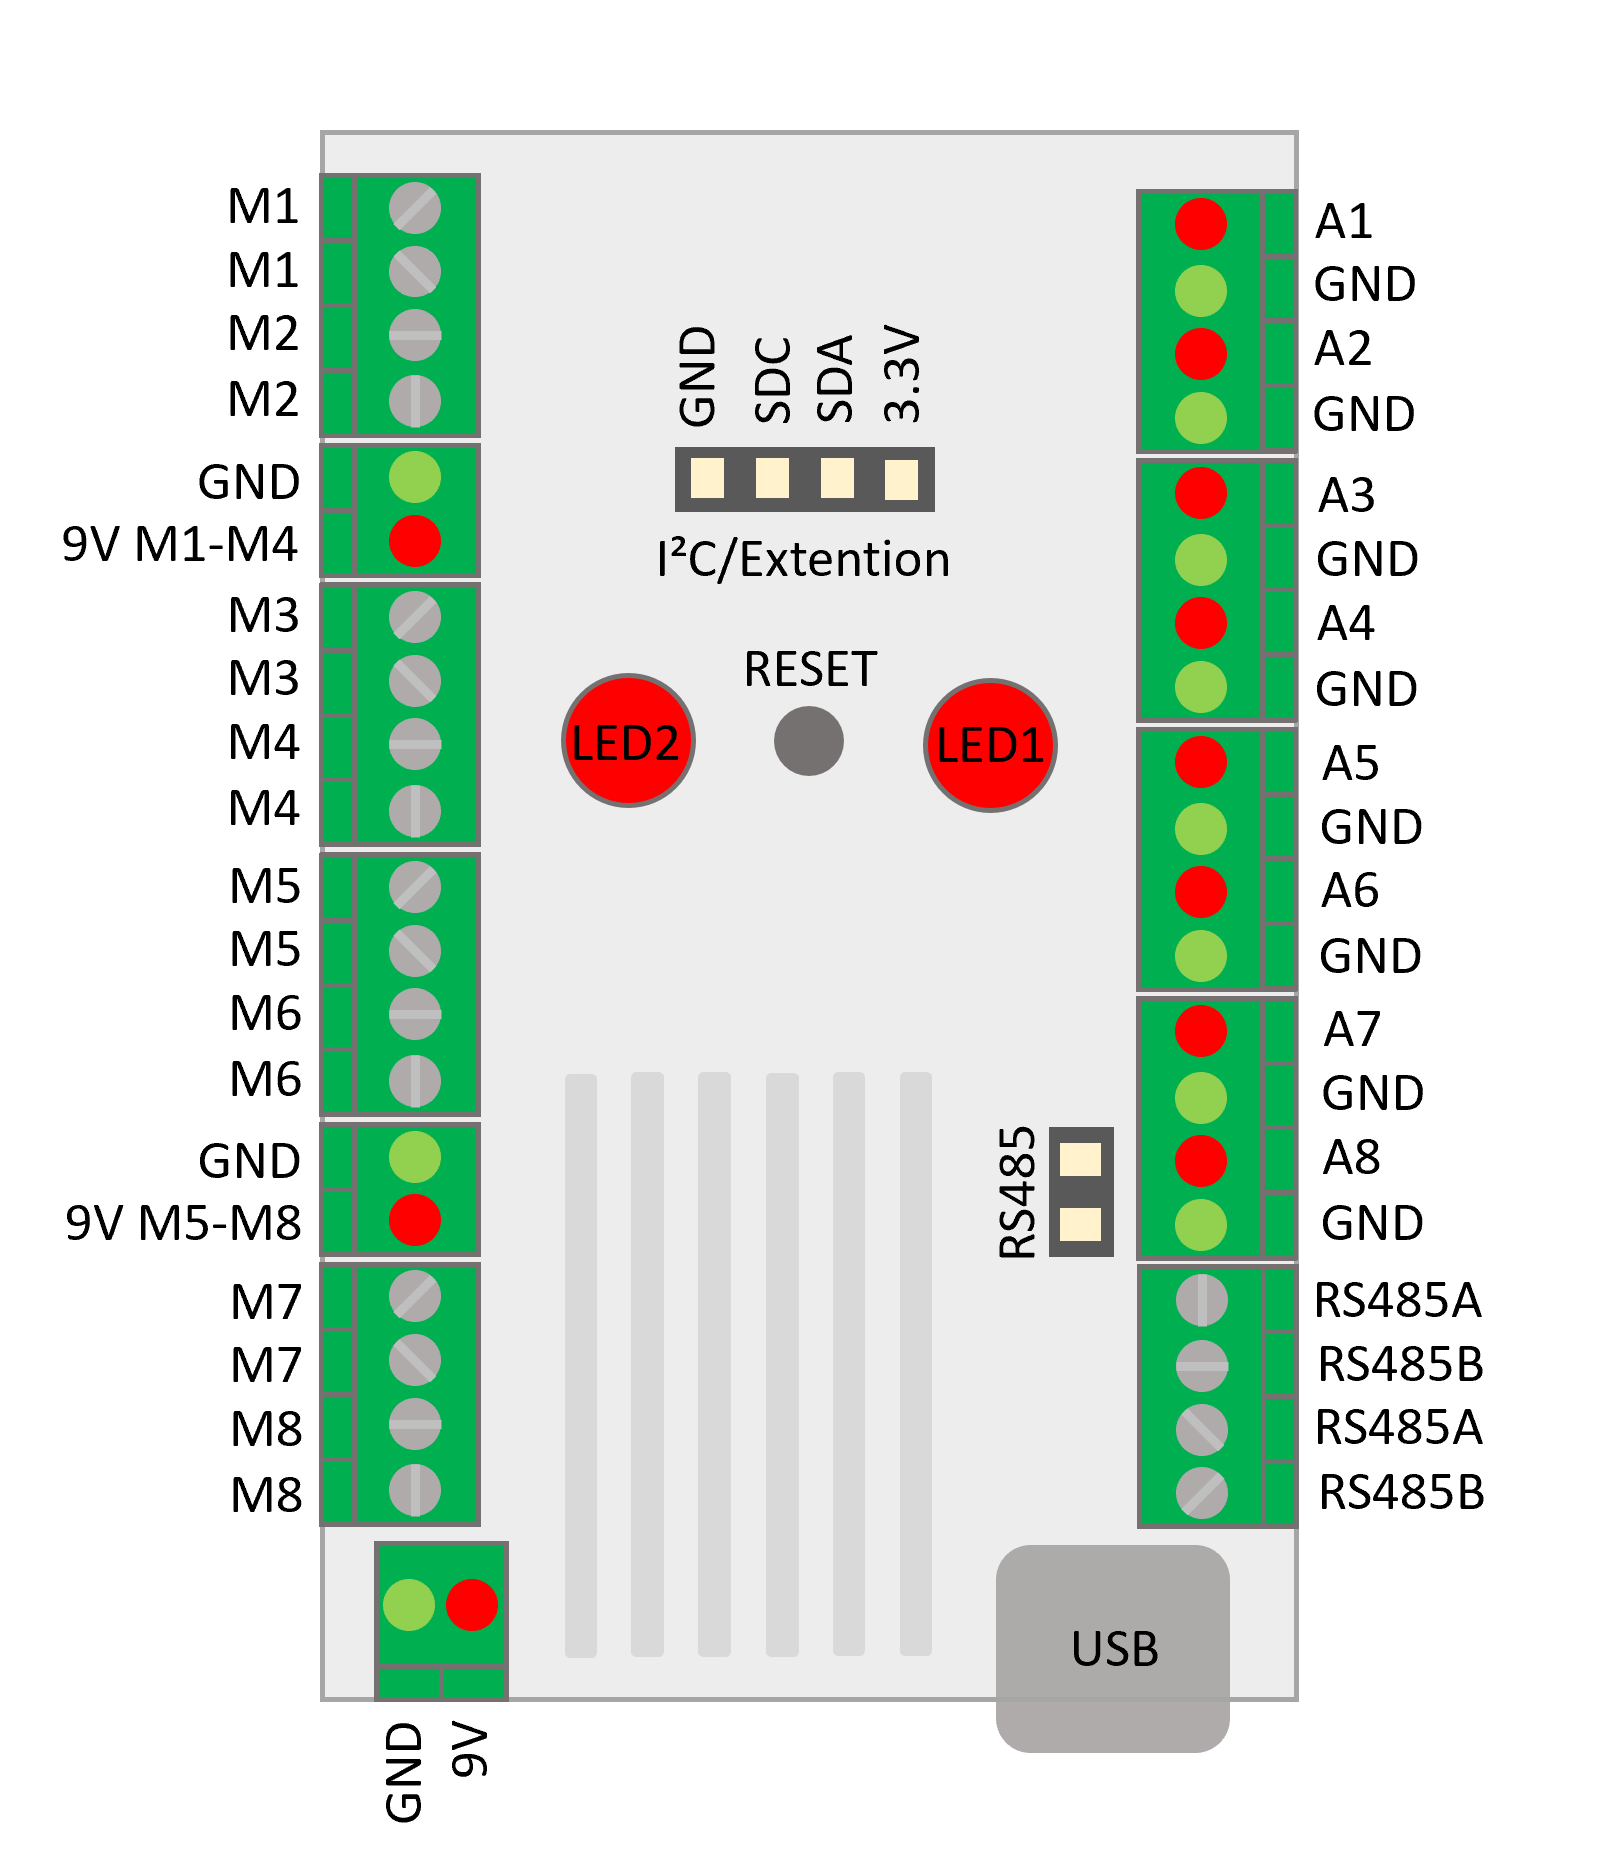 M1
M1
M2
M2
GND
9V M1-M4
M3
M3
M4
M4
M5
M5
M6
M6
GND
9V M5-M8
M7
M7
M8
M8
GND
9V
GND
SDC
SDA
3.3V
I²C/Extention
RESET
LED2
LED1
RS485
USB
A1
GND
A2
GND
A3
GND
A4
GND
A5
GND
A6
GND
A7
GND
A8
GND
RS485A
RS485B
RS485A
RS485B